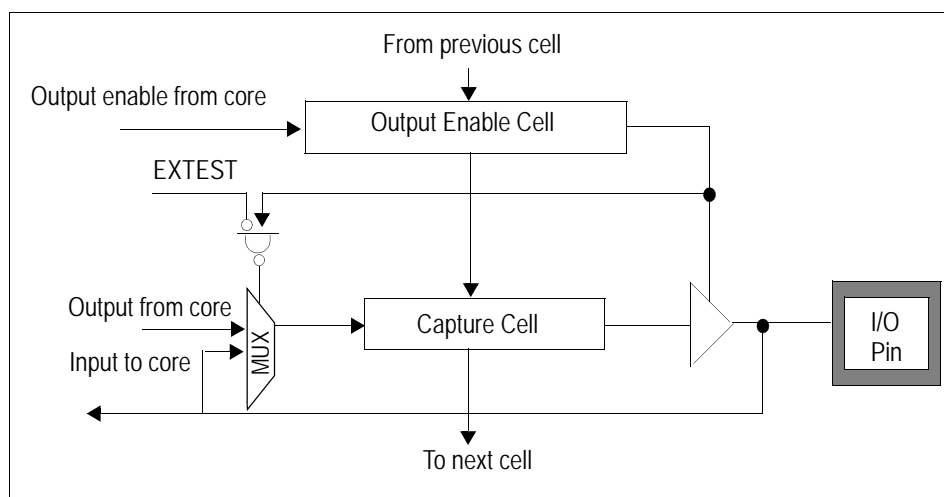 From previous cell
Output enable from core
Output Enable Cell
EXTEST
Output from core
Input to core
MUX
Capture Cell
I/O
Pin
To next cell